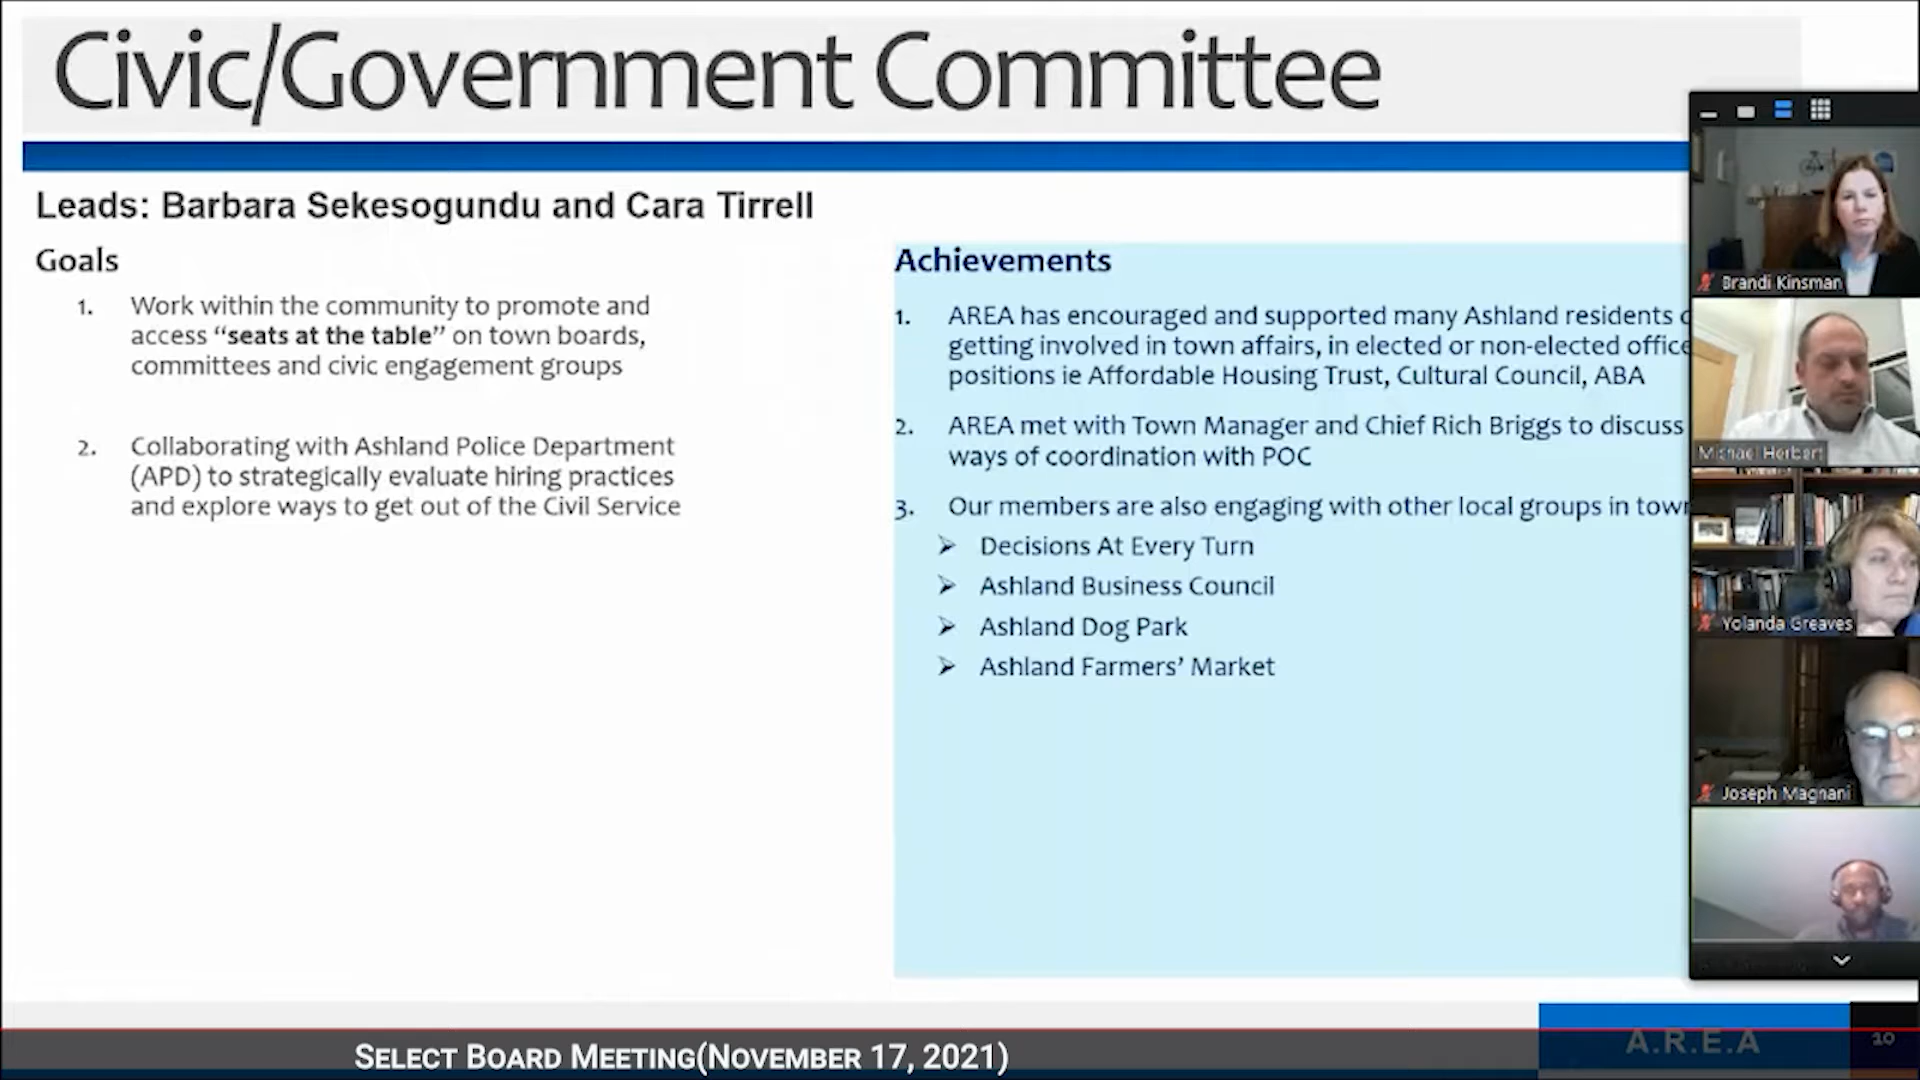 Civic/Government Committee
Leads: Barbara Sekesogundu and Cara Tirrell
Goals
1. Work within the community to promote and
access “seats at the table” on town boards,
committees and civic engagement groups
2. Collaborating with Ashland Police Department
(APD) to strategically evaluate hiring practices
and explore ways to get out of the Civil Service
Achievements
1. AREA has encouraged and supported many Ashland residents
getting involved in town affairs, in elected or non-elected office
positions ie Affordable Housing Trust, Cultural Council, ABA
2. AREA met with Town Manager and Chief Rich Briggs to discuss
ways of coordination with POC
3. Our members are also engaging with other local groups in town
➢ Decisions At Every Turn
➢ Ashland Business Council
➢ Ashland Dog Park
➢ Ashland Farmers’ Market
Brandi Kinsman
Michael Herbert
Yolanda Greaves
Joseph Magnani
A.R.E.A
10
SELECT BOARD MEETING(NOVEMBER 17, 2021)